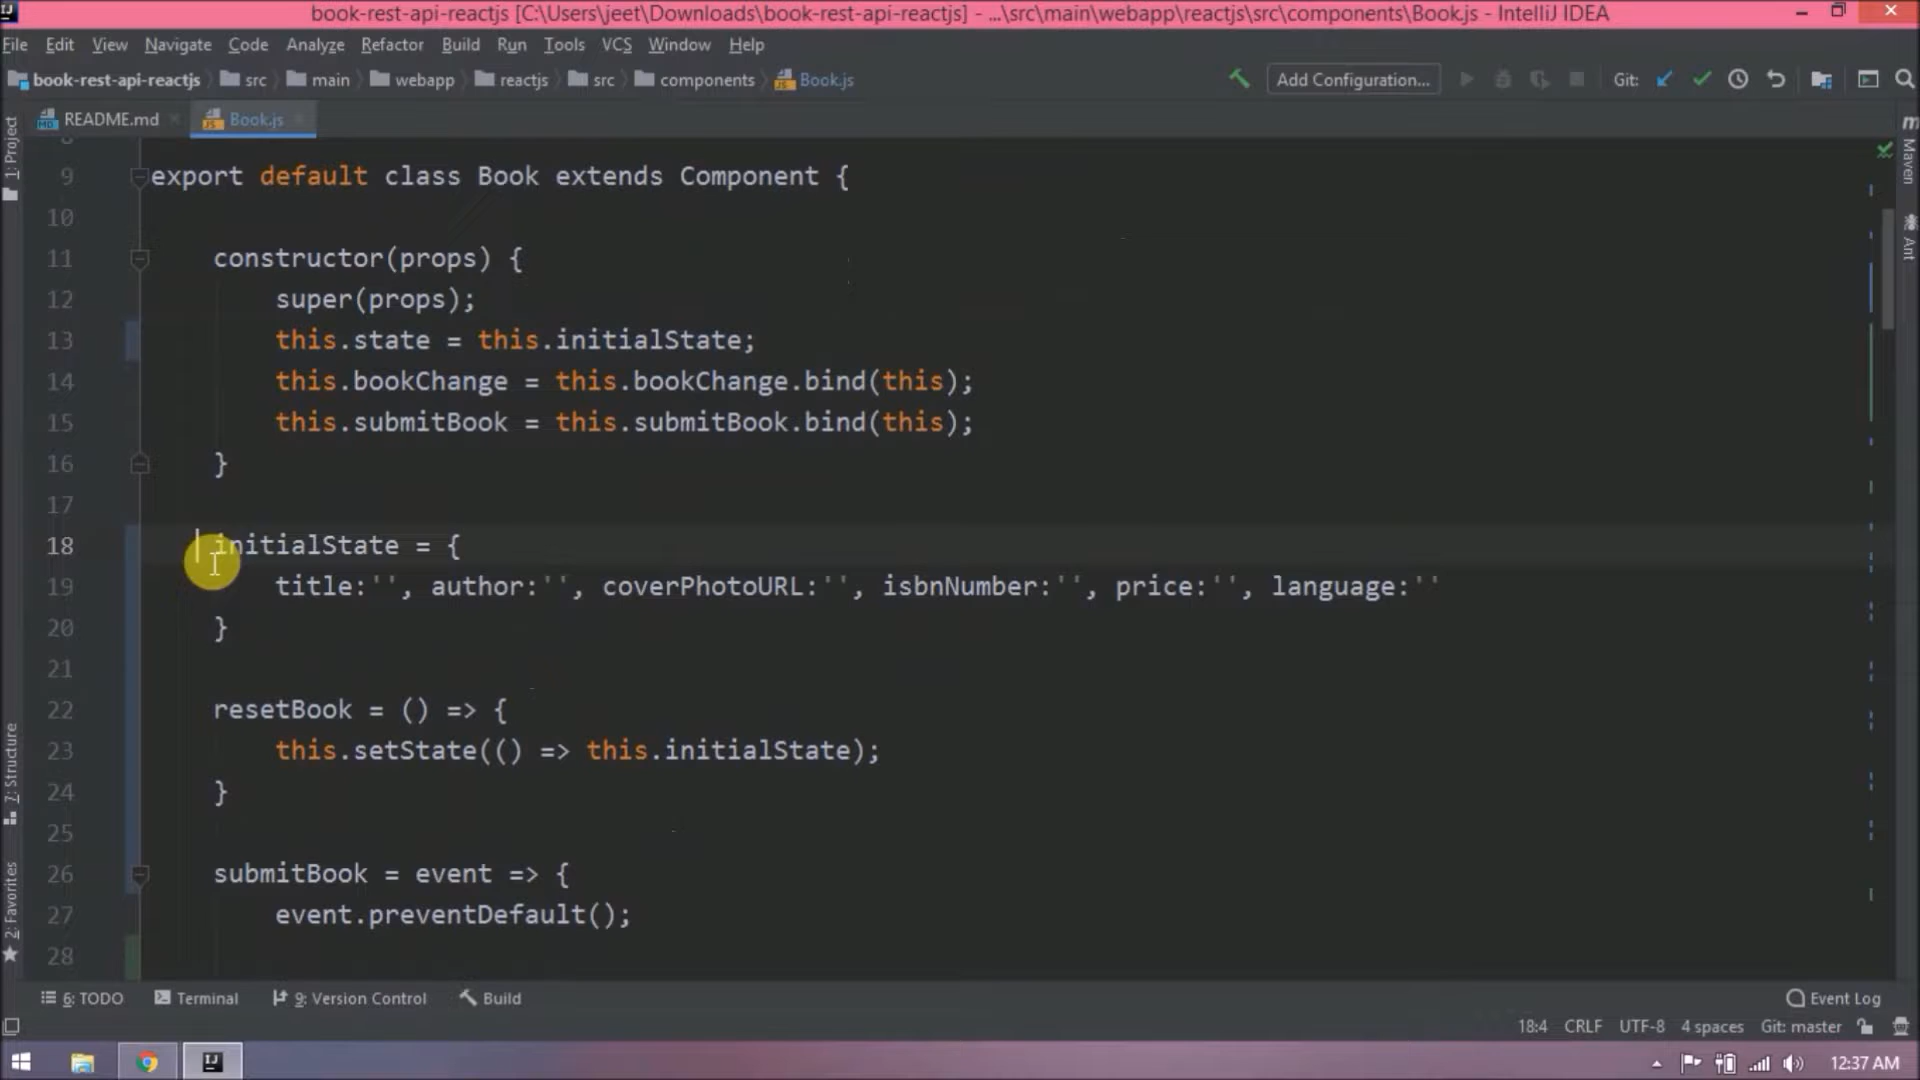 book-rest-api-reactjs [C:\Users\jeet\Downloads\book-rest-api-reactjs] - ...\src\main\webapp\reactjs\src\components\Book.js - IntelliJ IDEA
File Edit View Navigate Code Analyze Refactor Build Run Tools VCS Window Help
book-rest-api-reactjs src main webapp reactjs src components Book.js Add Configuration... Git:
README.md Book.js
1: Project
Maven
Ant
7: Structure
2: Favorites
9 export default class Book extends Component {
10
11 constructor(props) {
12 super(props);
13 this.state = this.initialState;
14 this.bookChange = this.bookChange.bind(this);
15 this.submitBook = this.submitBook.bind(this);
16 }
17
18 initialState = {
19 title:'', author:'', coverPhotoURL:'', isbnNumber:'', price:'', language:''
20 }
21
22 resetBook = () => {
23 this.setState(() => this.initialState);
24 }
25
26 submitBook = event => {
27 event.preventDefault();
28
6: TODO Terminal 9: Version Control Build Event Log
18:4 CRLF UTF-8 4 spaces Git: master
12:37 AM